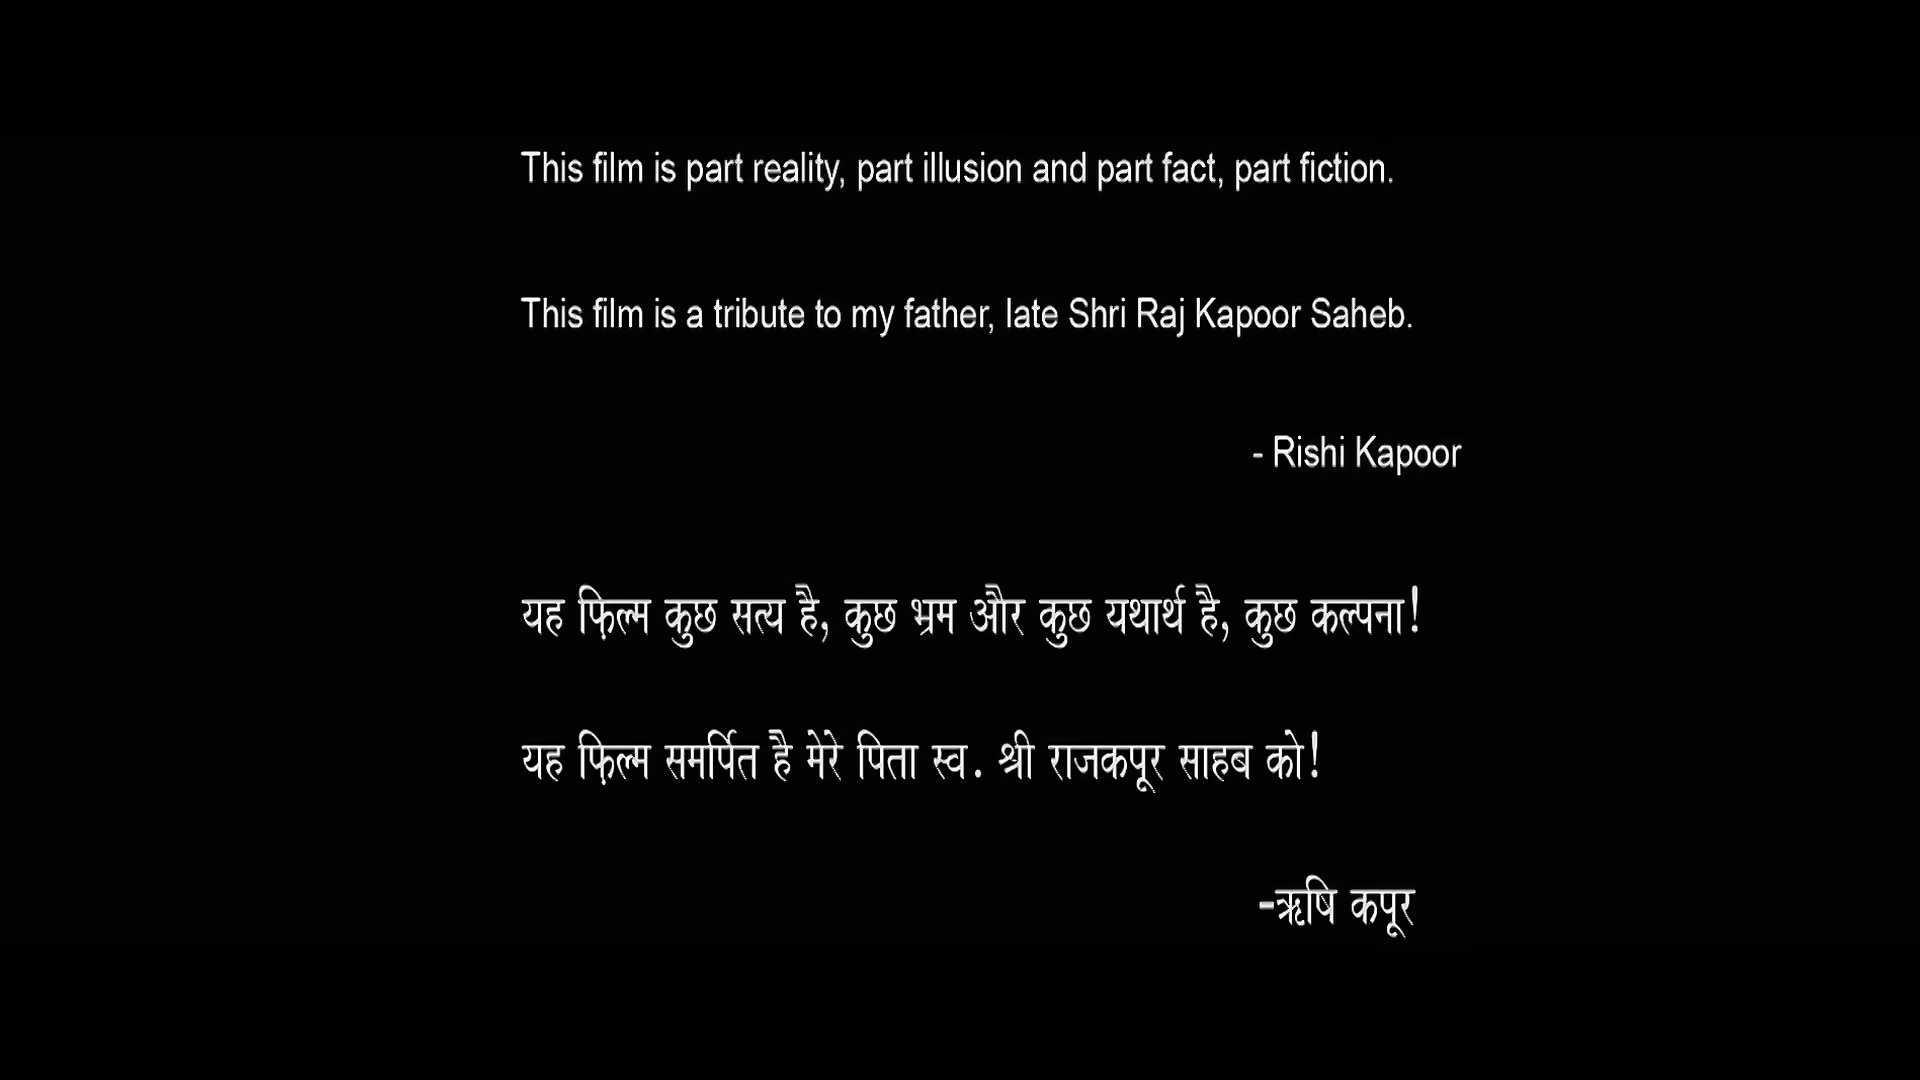 This film is part reality, part illusion and part fact, part fiction.
This film is a tribute to my father, late Shri Raj Kapoor Saheb.
- Rishi Kapoor
यह फ़िल्म कुछ सत्य है, कुछ भ्रम और कुछ यथार्थ है, कुछ कल्पना!
यह फ़िल्म समर्पित है मेरे पिता स्व. श्री राजकपूर साहब को!
-ऋषि कपूर